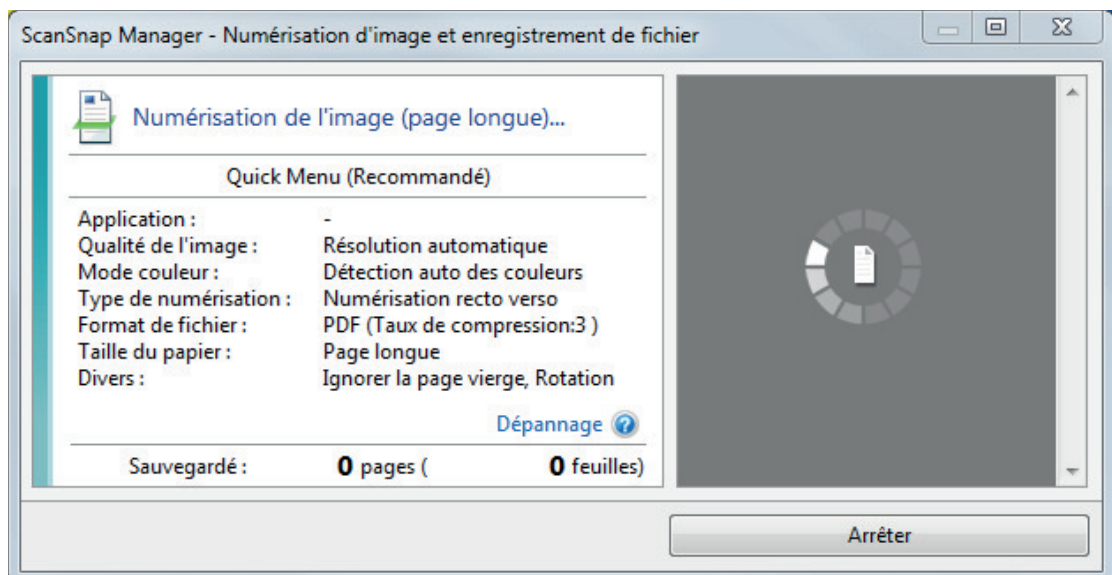 ScanSnap Manager - Numérisation d'image et enregistrement de fichier
Numérisation de l'image (page longue)...
Quick Menu (Recommandé)
Application : -
Qualité de l'image : Résolution automatique
Mode couleur : Détection auto des couleurs
Type de numérisation : Numérisation recto verso
Format de fichier : PDF (Taux de compression:3 )
Taille du papier : Page longue
Divers : Ignorer la page vierge, Rotation
Dépannage ?
Sauvegardé : 0 pages ( 0 feuilles)
Arrêter